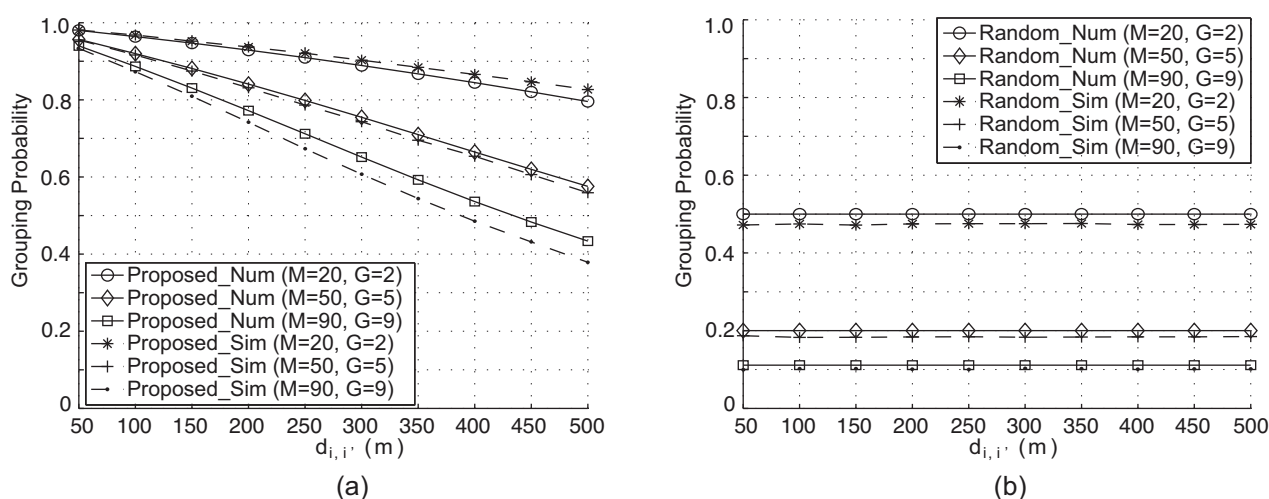 1.0
0.8
0.6
0.4
0.2
0
Grouping Probability
Proposed_Num (M=20, G=2)
Proposed_Num (M=50, G=5)
Proposed_Num (M=90, G=9)
Proposed_Sim (M=20, G=2)
Proposed_Sim (M=50, G=5)
Proposed_Sim (M=90, G=9)
50 100 150 200 250 300 350 400 450 500
d i, i' (m)
(a)
1.0
0.8
0.6
0.4
0.2
0
Grouping Probability
Random_Num (M=20, G=2)
Random_Num (M=50, G=5)
Random_Num (M=90, G=9)
Random_Sim (M=20, G=2)
Random_Sim (M=50, G=5)
Random_Sim (M=90, G=9)
50 100 150 200 250 300 350 400 450 500
d i, i' (m)
(b)